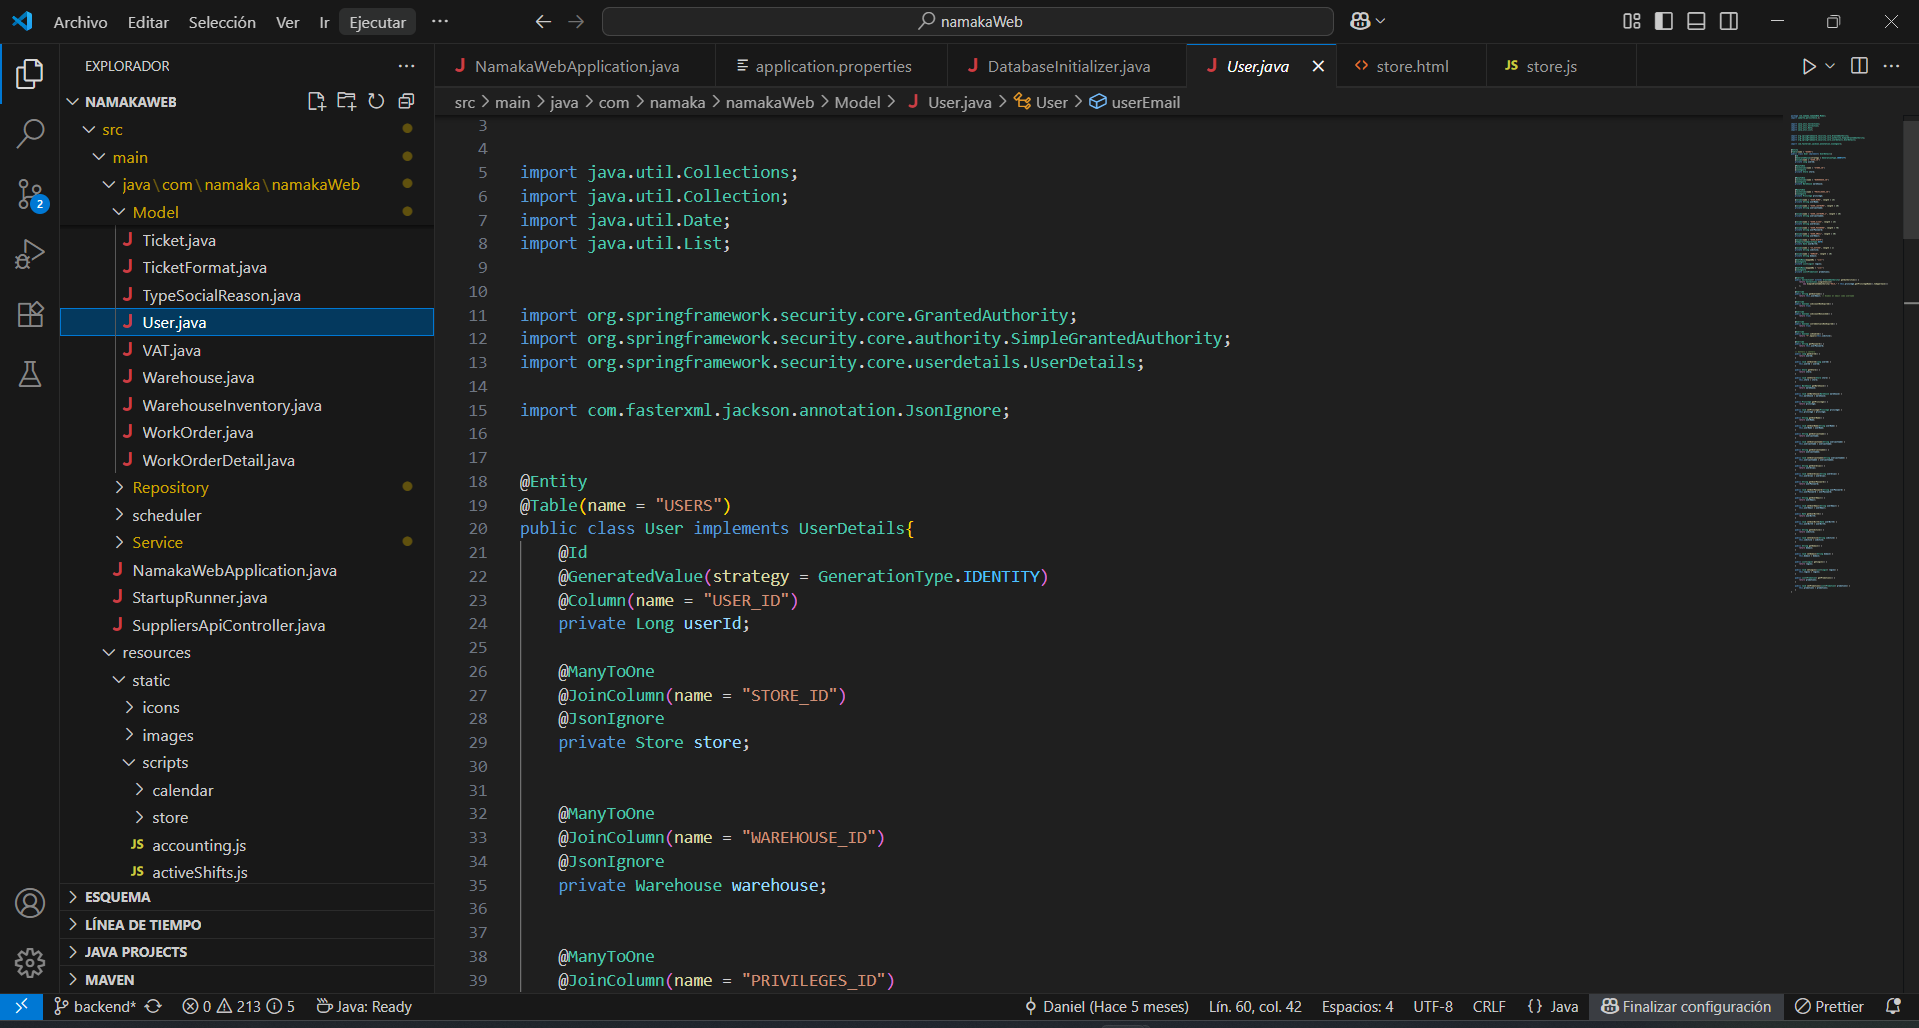 Archivo Editar Selección Ver Ir Ejecutar ··· namakaWeb
EXPLORADOR
NAMAKAWEB
src
main
java\com\namaka\namakaWeb
Model
Ticket.java
TicketFormat.java
TypeSocialReason.java
User.java
VAT.java
Warehouse.java
WarehouseInventory.java
WorkOrder.java
WorkOrderDetail.java
Repository
scheduler
Service
NamakaWebApplication.java
StartupRunner.java
SuppliersApiController.java
resources
static
icons
images
scripts
calendar
store
JS accounting.js
JS activeShifts.js
ESQUEMA
LÍNEA DE TIEMPO
JAVA PROJECTS
MAVEN
2
J NamakaWebApplication.java application.properties J DatabaseInitializer.java J User.java store.html JS store.js
src > main > java > com > namaka > namakaWeb > Model > J User.java > User > userEmail
3
4
5 import java.util.Collections;
6 import java.util.Collection;
7 import java.util.Date;
8 import java.util.List;
9
10
11 import org.springframework.security.core.GrantedAuthority;
12 import org.springframework.security.core.authority.SimpleGrantedAuthority;
13 import org.springframework.security.core.userdetails.UserDetails;
14
15 import com.fasterxml.jackson.annotation.JsonIgnore;
16
17
18 @Entity
19 @Table(name = "USERS")
20 public class User implements UserDetails{
21 @Id
22 @GeneratedValue(strategy = GenerationType.IDENTITY)
23 @Column(name = "USER_ID")
24 private Long userId;
25
26 @ManyToOne
27 @JoinColumn(name = "STORE_ID")
28 @JsonIgnore
29 private Store store;
30
31
32 @ManyToOne
33 @JoinColumn(name = "WAREHOUSE_ID")
34 @JsonIgnore
35 private Warehouse warehouse;
36
37
38 @ManyToOne
39 @JoinColumn(name = "PRIVILEGES_ID")
backend* 0 213 5 Java: Ready Daniel (Hace 5 meses) Lín. 60, col. 42 Espacios: 4 UTF-8 CRLF {} Java Finalizar configuración Prettier